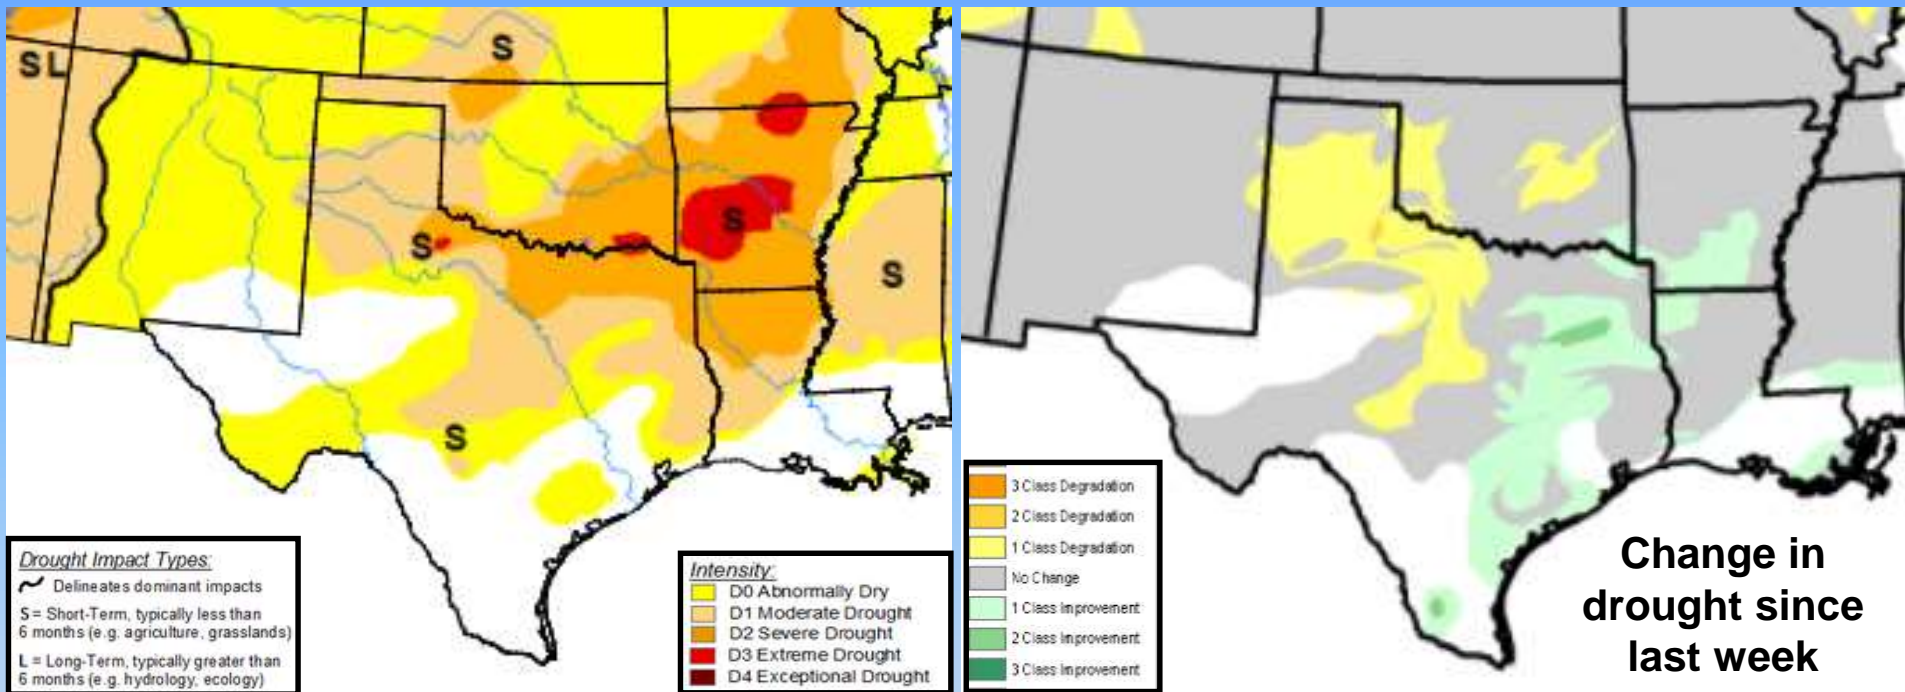 S
S L
S
S
S
S
Drought Impact Types:
Delineates dominant impacts
S = Short-Term, typically less than
6 months (e.g. agriculture, grasslands)
L = Long-Term, typically greater than
6 months (e.g. hydrology, ecology)
Intensity:
D0 Abnormally Dry
D1 Moderate Drought
D2 Severe Drought
D3 Extreme Drought
D4 Exceptional Drought
3 Class Degradation
2 Class Degradation
1 Class Degradation
No Change
1 Class Improvement
2 Class Improvement
3 Class Improvement
Change in
drought since
last week